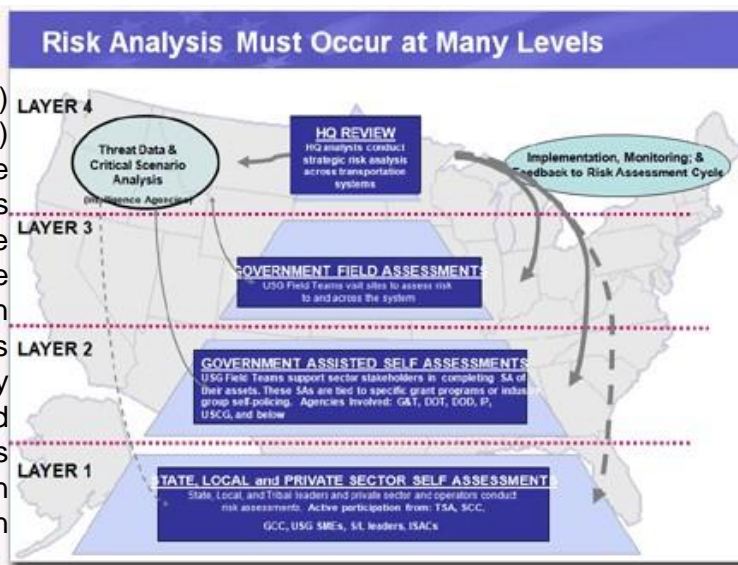 Risk Analysis Must Occur at Many Levels
)
)
e
s
e
e
n
s
y
d
s
n
n
LAYER 4
Threat Data &
Critical Scenario
Analysis
(Intelligence Agencies)
HQ REVIEW
HQ analysts conduct
strategic risk analysis
across transportation
systems
Implementation, Monitoring; &
Feedback to Risk Assessment Cycle
LAYER 3
GOVERNMENT FIELD ASSESSMENTS
USG Field Teams visit sites to assess risk
to and across the system
LAYER 2
GOVERNMENT ASSISTED SELF ASSESSMENTS
USG Field Teams support sector stakeholders in completing SA of
their assets. These SAs are tied to specific grant programs or industry
group self-policing. Agencies Involved: G&T, DOT, DOD, IP,
USCG, and below
LAYER 1
STATE, LOCAL and PRIVATE SECTOR SELF ASSESSMENTS
State, Local, and Tribal leaders and private sector and operators conduct
risk assessments. Active participation from: TSA, SCC,
GCC, USG SMEs, S/L leaders, ISACs